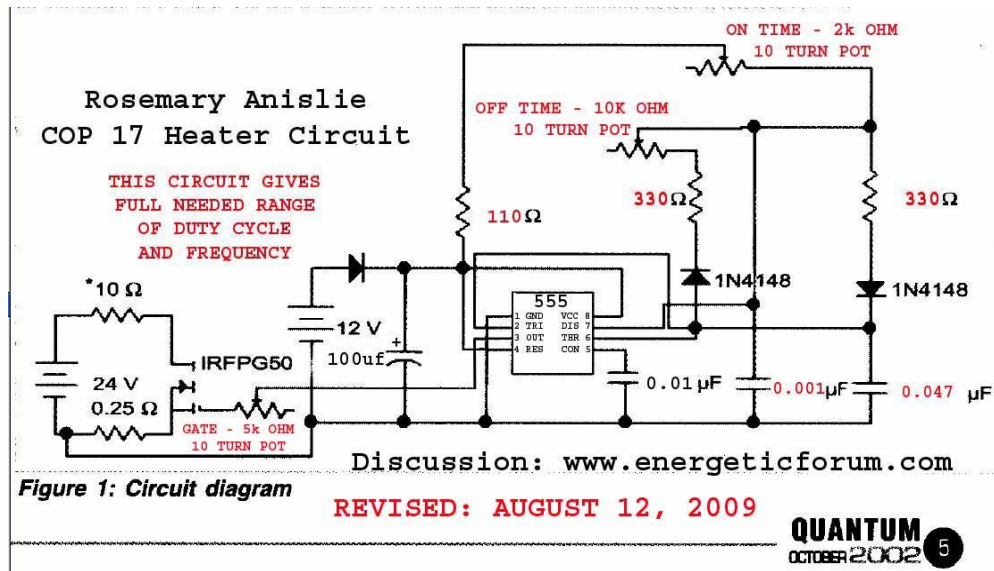 ON TIME - 2k OHM
10 TURN POT
Rosemary Anislie
COP 17 Heater Circuit
OFF TIME - 10K OHM
10 TURN POT
THIS CIRCUIT GIVES
FULL NEEDED RANGE
OF DUTY CYCLE
AND FREQUENCY
110Ω
330Ω
330Ω
1N4148
1N4148
*10 Ω
555
1 GND VCC 8
2 TRI DIS 7
3 OUT THR 6
4 RES CON 5
12 V
+
100uf
IRFPG50
24 V
0.25 Ω
GATE - 5k OHM
10 TURN POT
0.01 µF
0.001µF
0.047 µF
Discussion: www.energeticforum.com
Figure 1: Circuit diagram
REVISED: AUGUST 12, 2009
QUANTUM
OCTOBER 2002 5